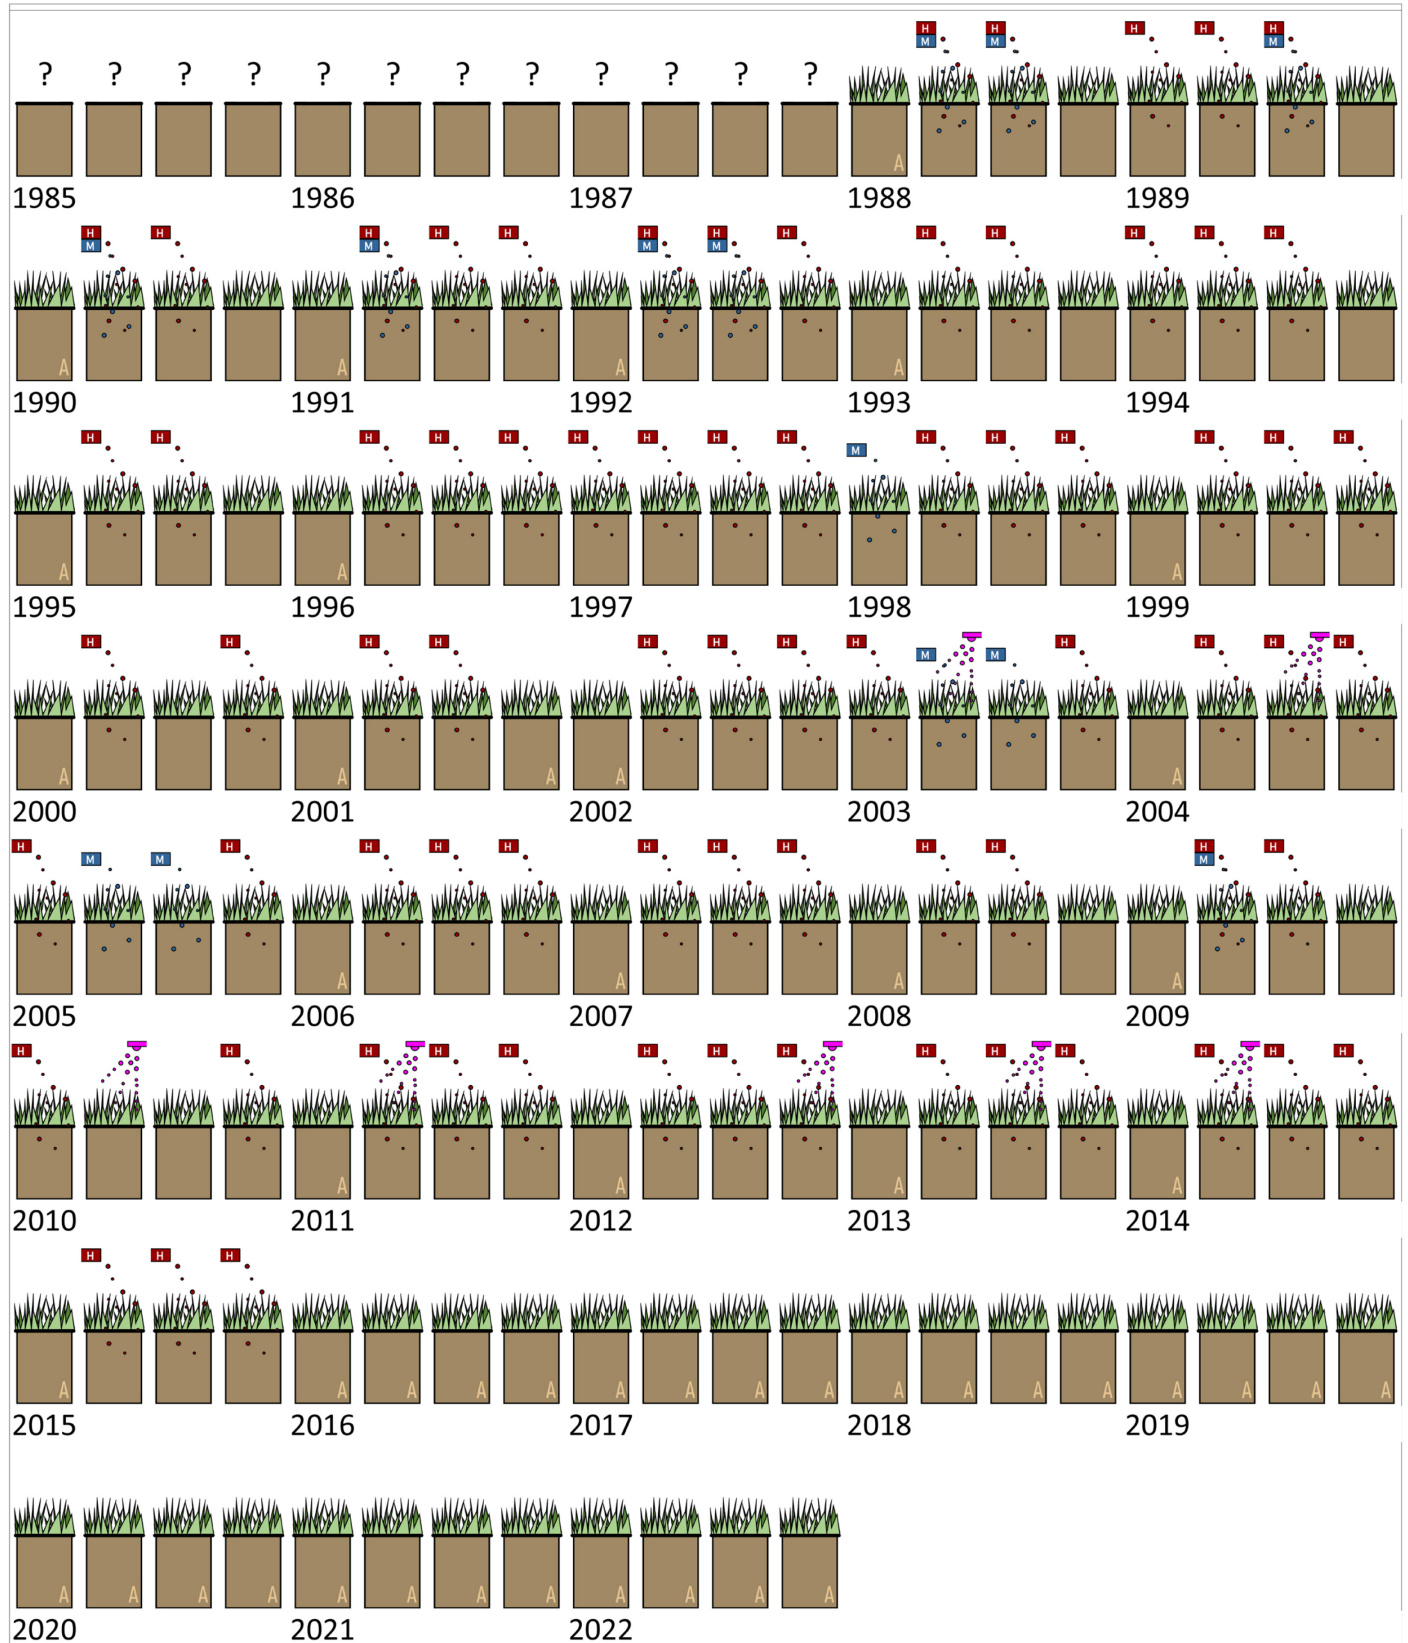 H H H H H
M M M
? ? ? ? ? ? ? ? ? ? ? ?
A
1985 1986 1987 1988 1989
H H H H H H H H H H H H H
M M M M
A A A A
1990 1991 1992 1993 1994
H H H H H H H H H H H H H H H
M
A A A
1995 1996 1997 1998 1999
H H H H H H H H H H H H
M M
A A A A A
2000 2001 2002 2003 2004
H H H H H H H H H H H H
M M M
A A A
2005 2006 2007 2008 2009
H H H H H H H H H H H H H H
A A A
2010 2011 2012 2013 2014
H H H
A A A A A A A A A A A A A A A A A
2015 2016 2017 2018 2019
A A A A A A A A A A A A
2020 2021 2022